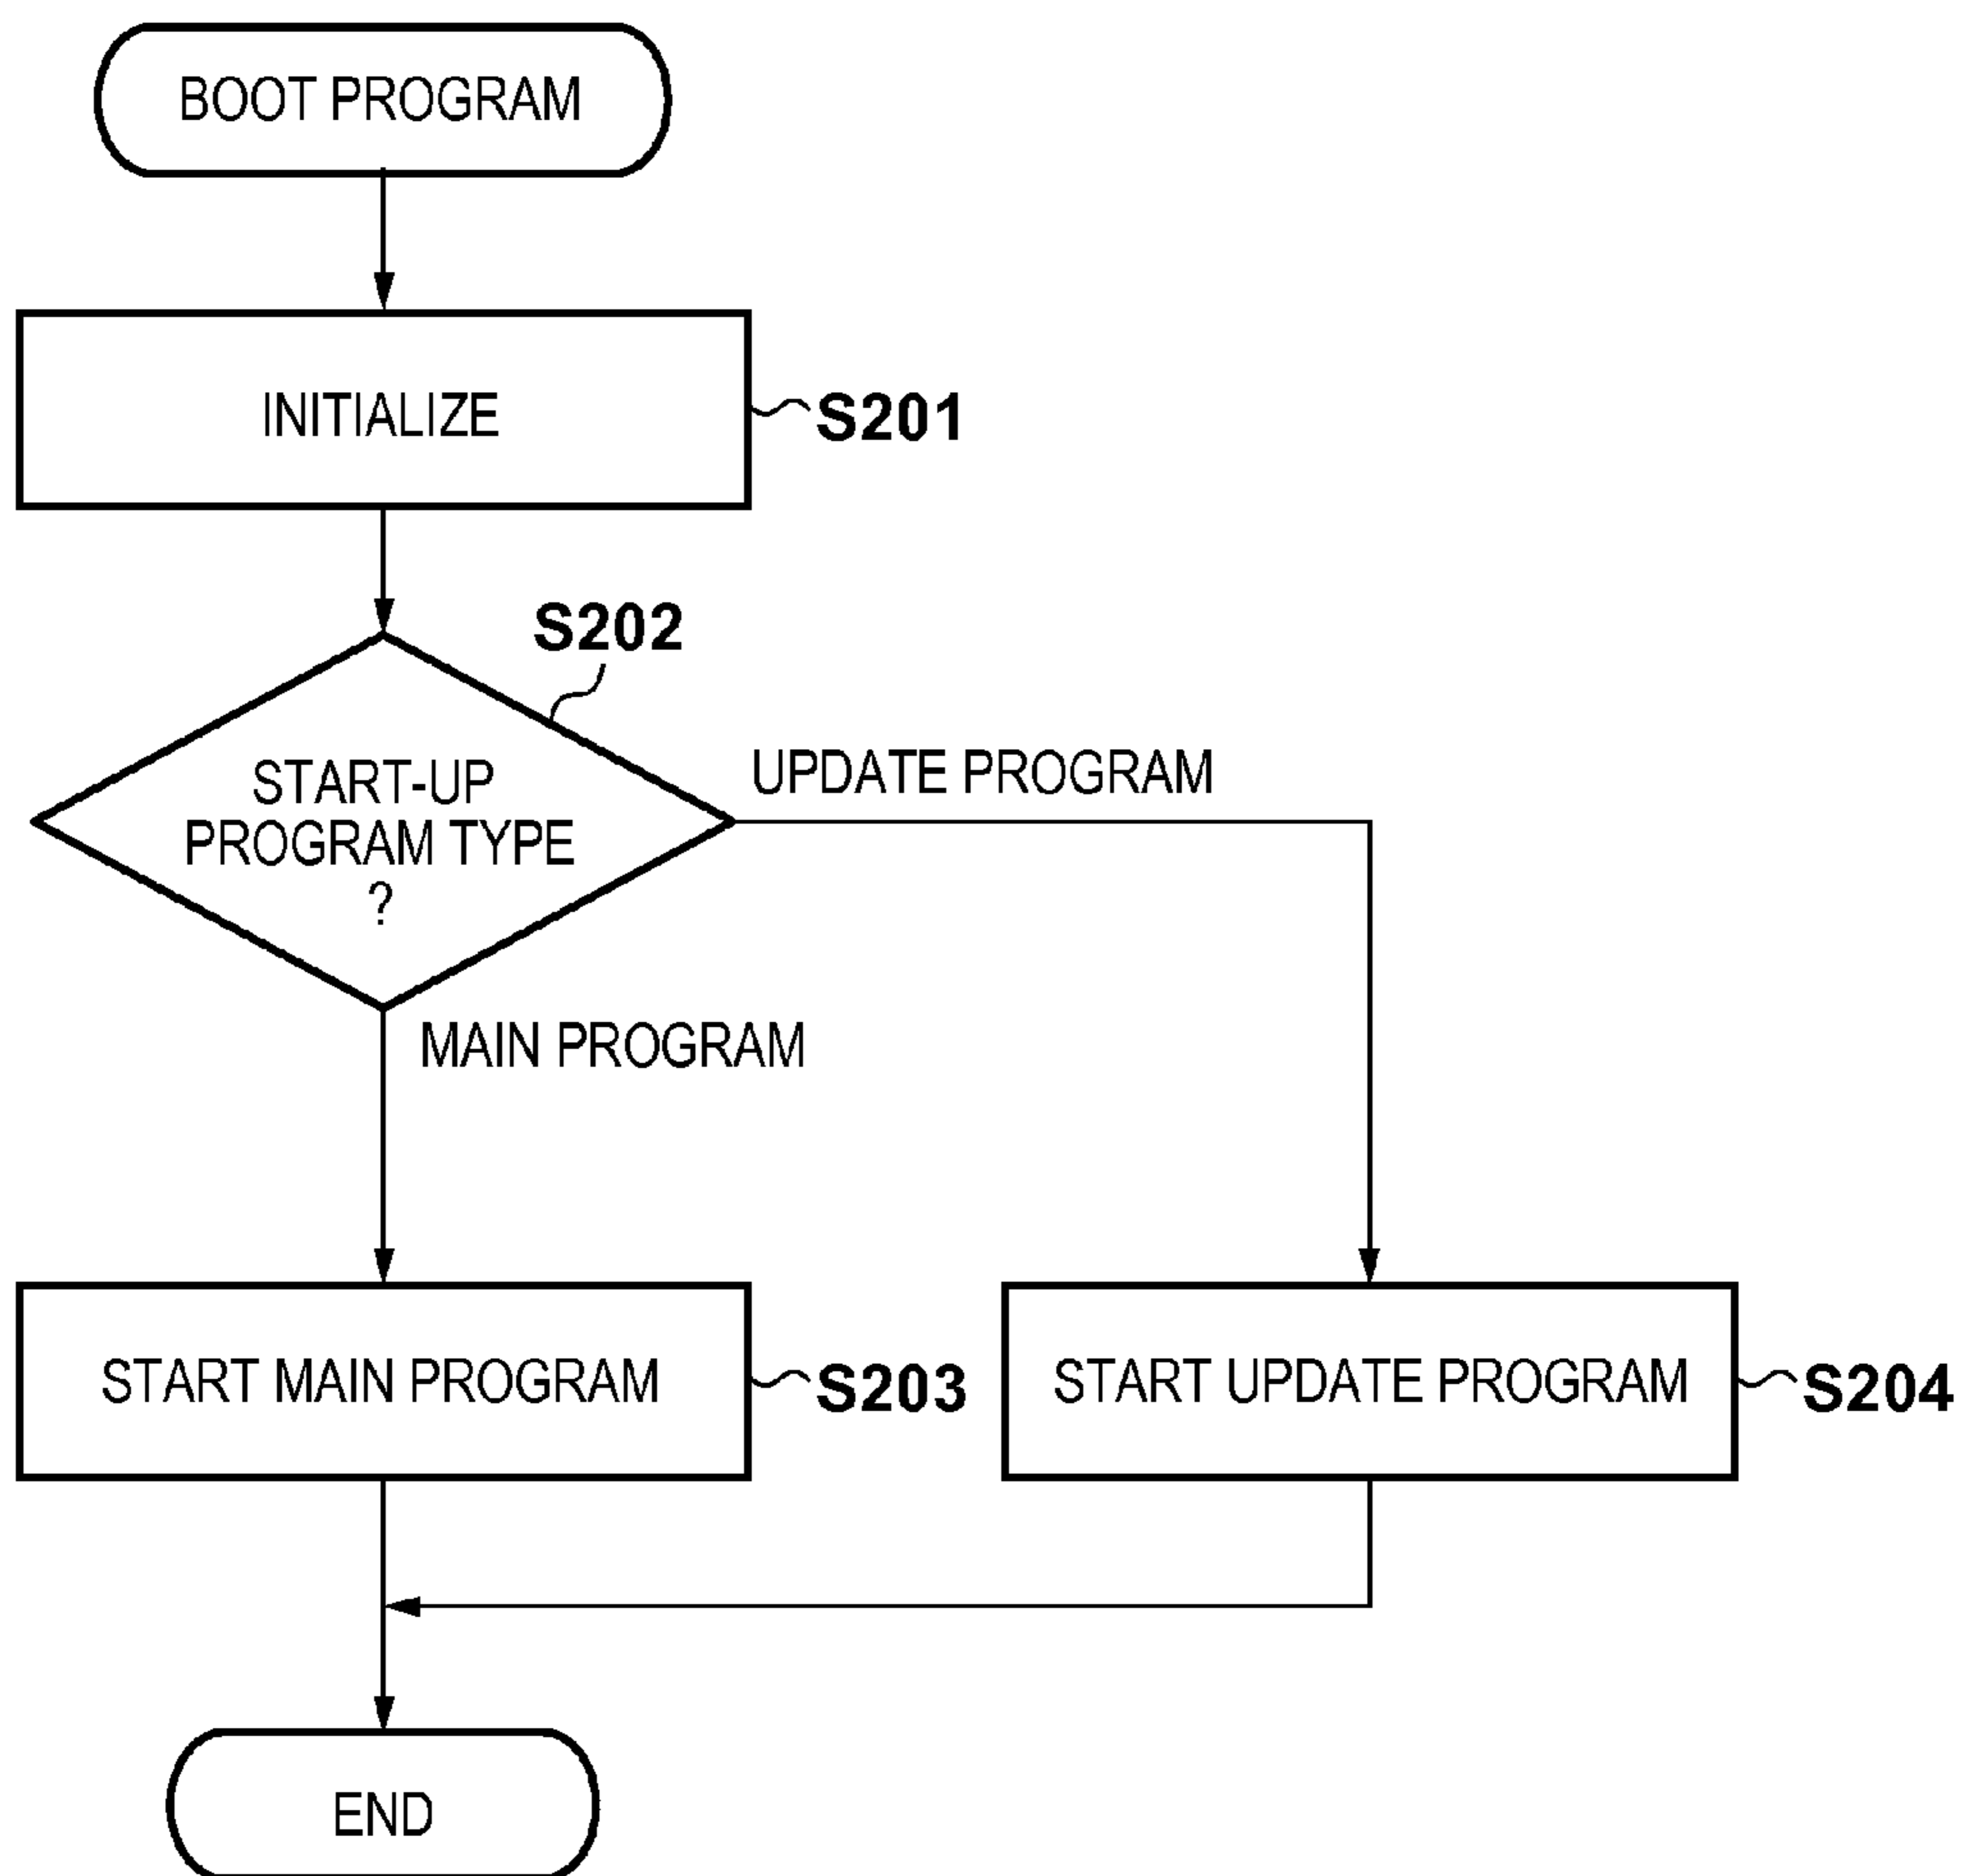 BOOT PROGRAM
INITIALIZE
S201
S202
START-UP
PROGRAM TYPE
?
UPDATE PROGRAM
MAIN PROGRAM
START MAIN PROGRAM
S203
START UPDATE PROGRAM
S204
END